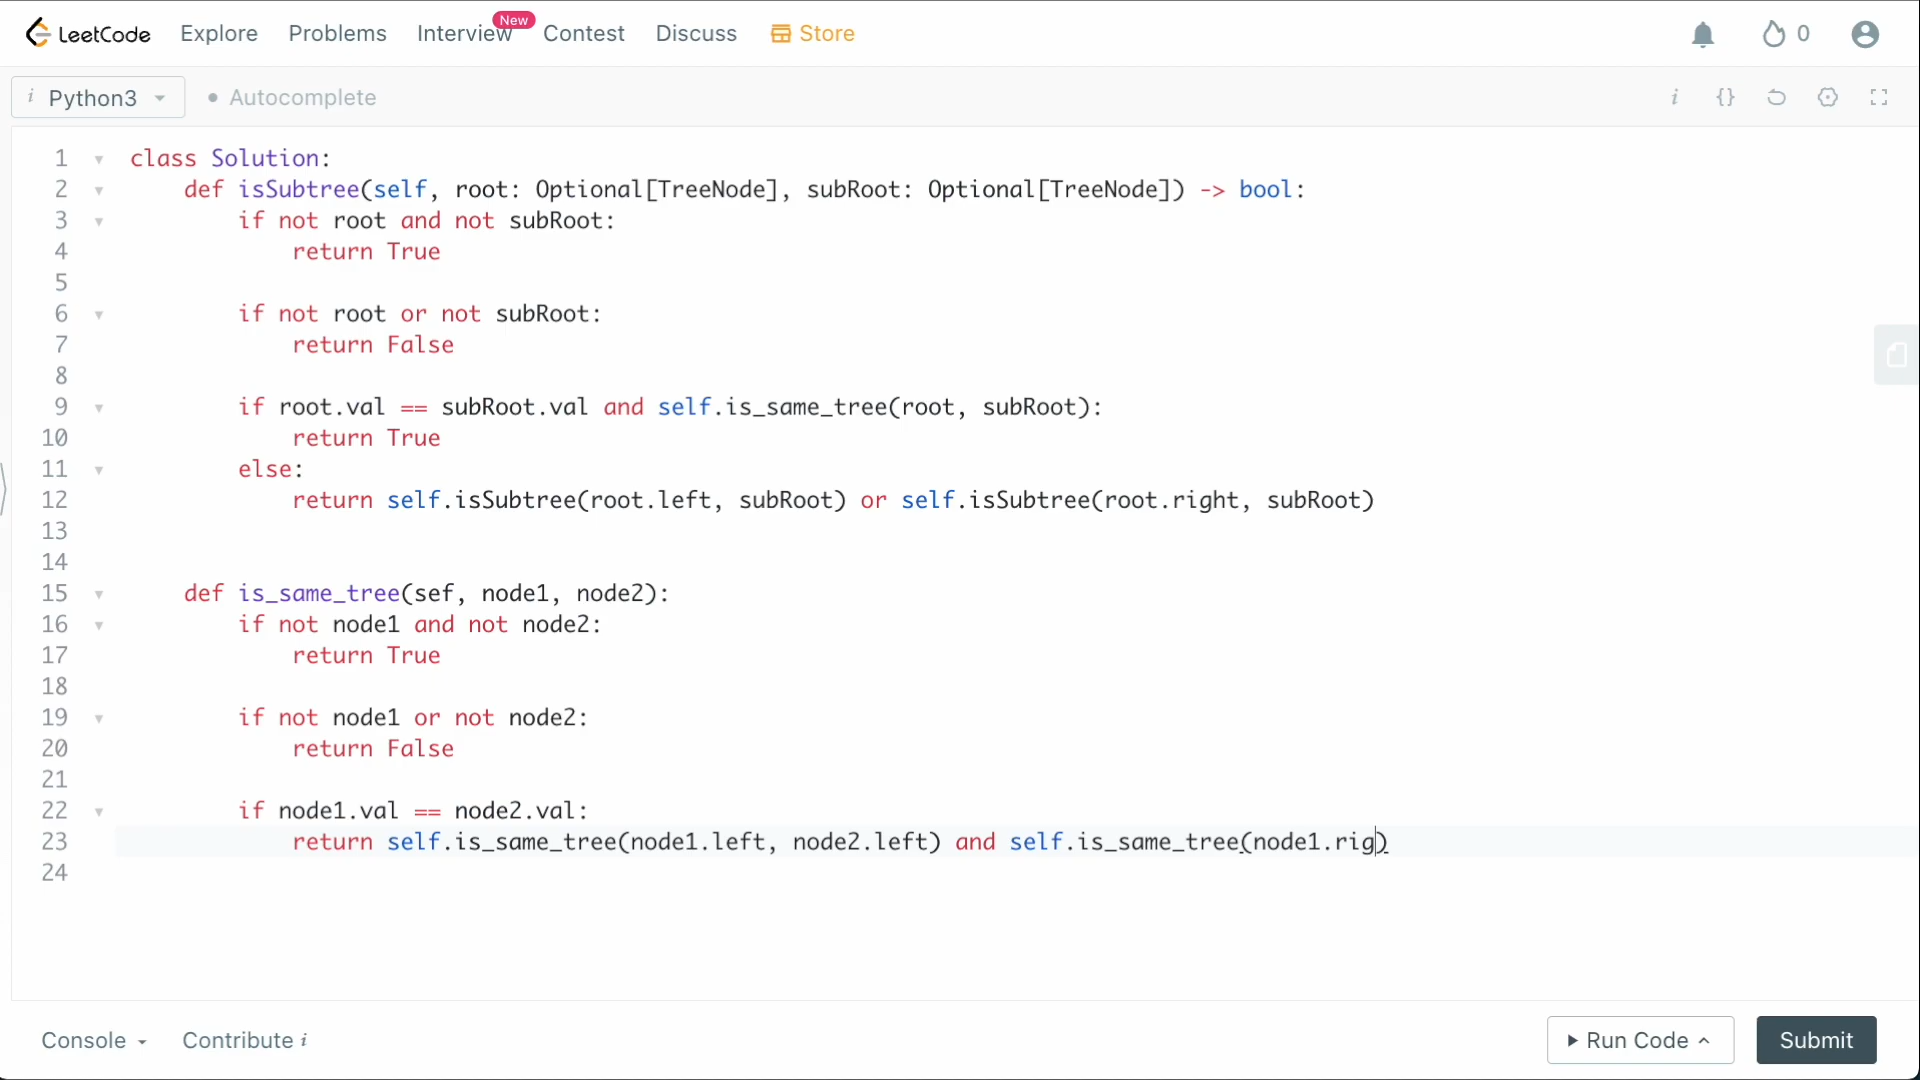 LeetCode Explore Problems Interview New Contest Discuss Store 0
i Python3 Autocomplete i {}
1 class Solution:
2 def isSubtree(self, root: Optional[TreeNode], subRoot: Optional[TreeNode]) -> bool:
3 if not root and not subRoot:
4 return True
5
6 if not root or not subRoot:
7 return False
8
9 if root.val == subRoot.val and self.is_same_tree(root, subRoot):
10 return True
11 else:
12 return self.isSubtree(root.left, subRoot) or self.isSubtree(root.right, subRoot)
13
14
15 def is_same_tree(sef, node1, node2):
16 if not node1 and not node2:
17 return True
18
19 if not node1 or not node2:
20 return False
21
22 if node1.val == node2.val:
23 return self.is_same_tree(node1.left, node2.left) and self.is_same_tree(node1.rig)
24
Console Contribute i Run Code Submit